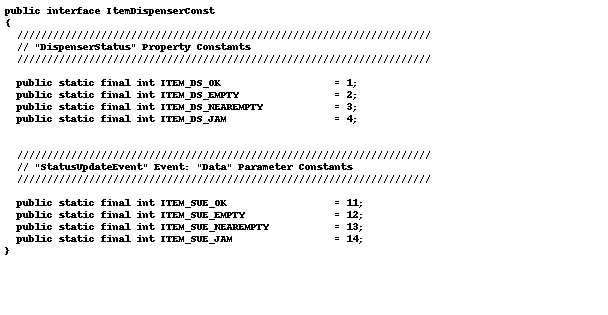 public interface ItemDispenserConst
{
  /////////////////////////////////////////////////////////////////////
  // "DispenserStatus" Property Constants
  /////////////////////////////////////////////////////////////////////
  public static final int ITEM_DS_OK                   = 1;
  public static final int ITEM_DS_EMPTY                = 2;
  public static final int ITEM_DS_NEAREMPTY            = 3;
  public static final int ITEM_DS_JAM                  = 4;
  /////////////////////////////////////////////////////////////////////
  // "StatusUpdateEvent" Event: "Data" Parameter Constants
  /////////////////////////////////////////////////////////////////////
  public static final int ITEM_SUE_OK                  = 11;
  public static final int ITEM_SUE_EMPTY               = 12;
  public static final int ITEM_SUE_NEAREMPTY           = 13;
  public static final int ITEM_SUE_JAM                 = 14;
}